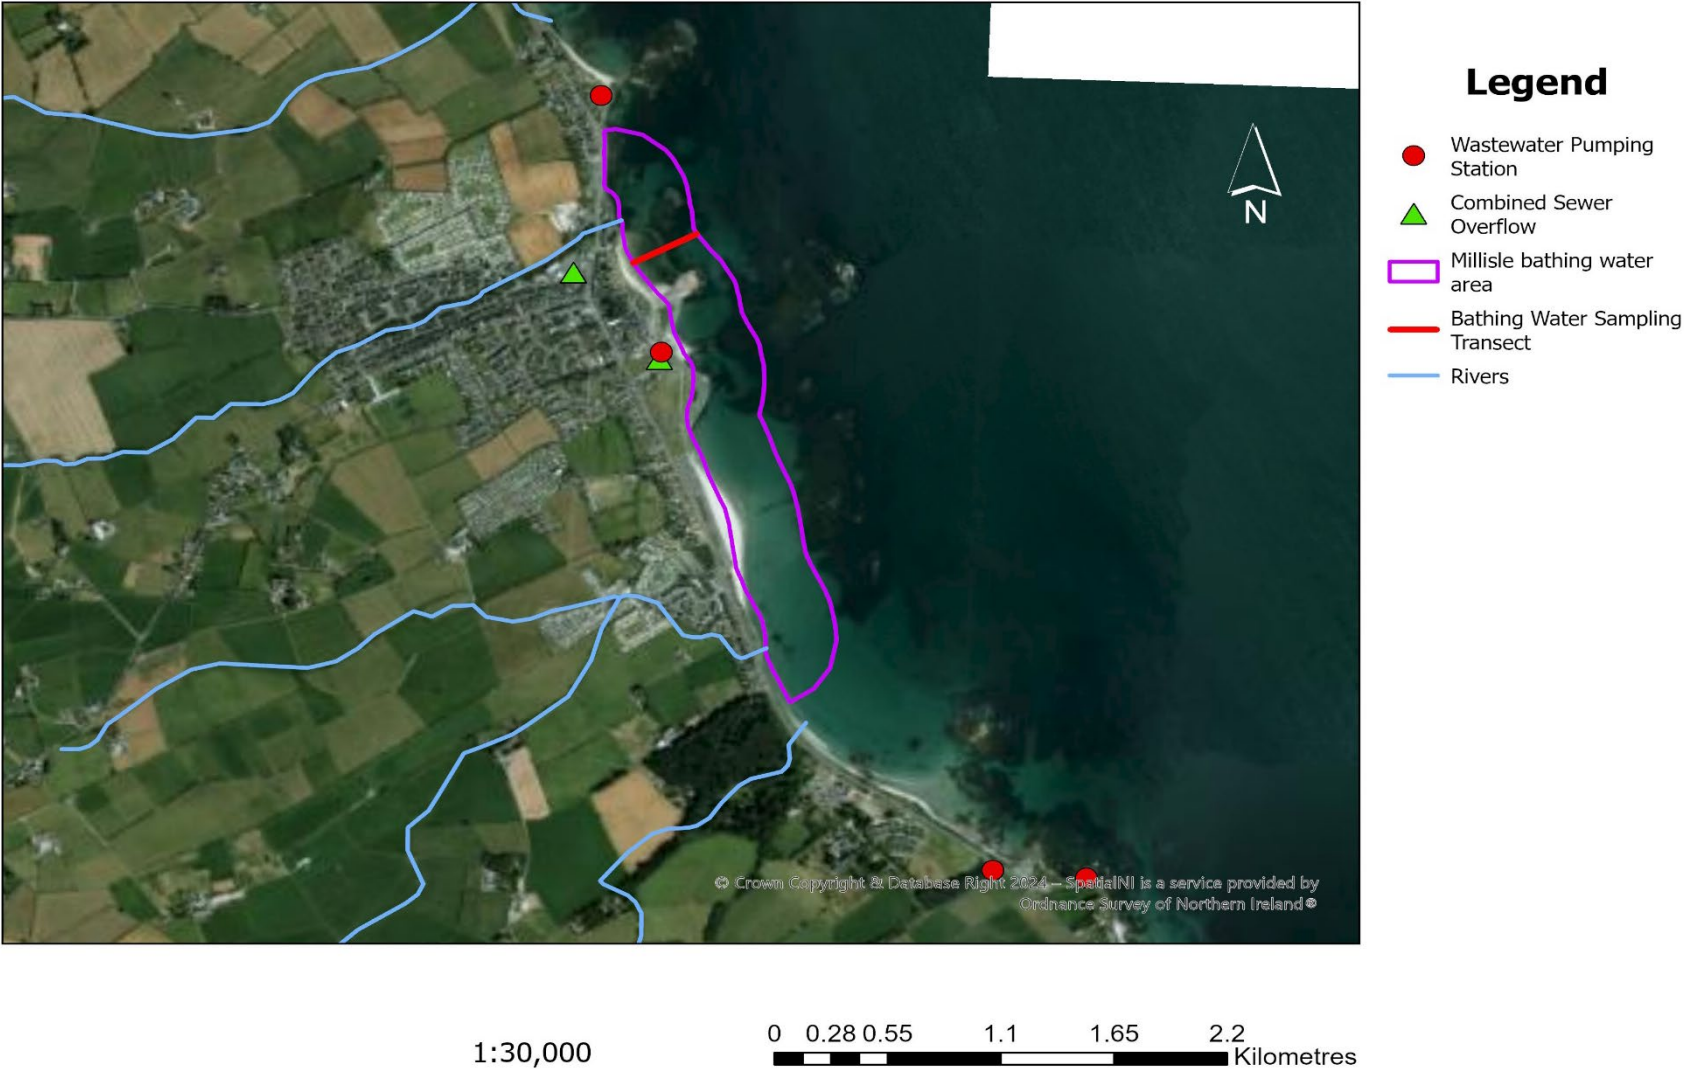 Legend
N
Wastewater Pumping
Station
Combined Sewer
Overflow
Millisle bathing water
area
Bathing Water Sampling
Transect
Rivers
© Crown Copyright & Database Right 2024 – SpatialNI is a service provided by
Ordnance Survey of Northern Ireland®
0 0.28 0.55 1.1 1.65 2.2
Kilometres
1:30,000